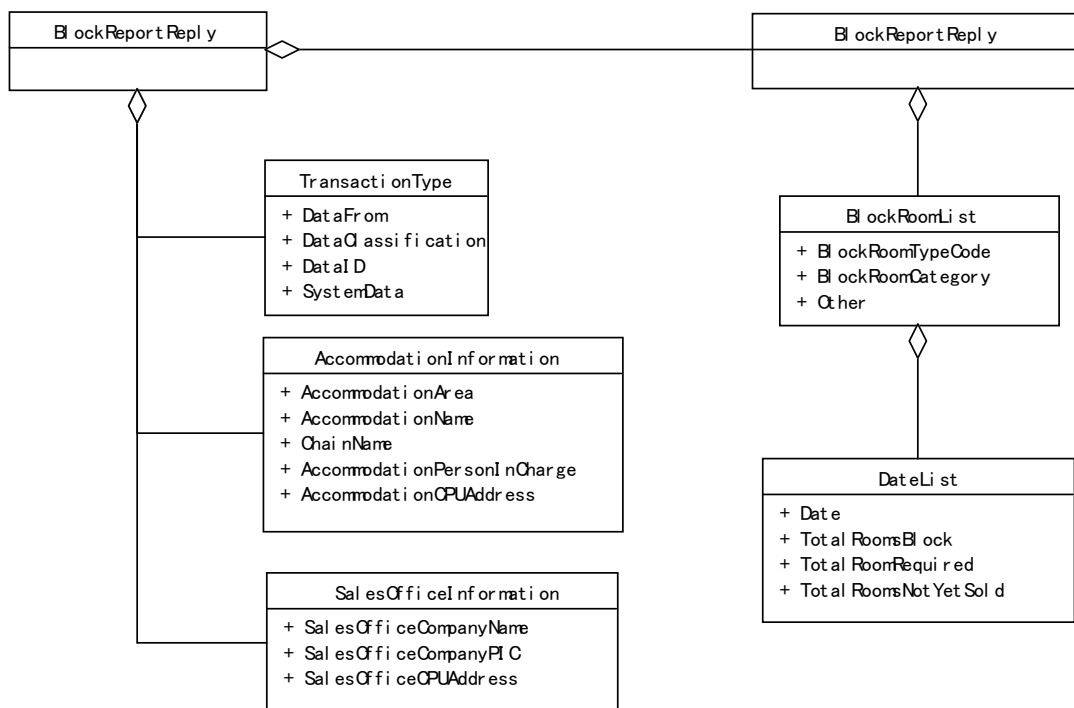 BlockReportReply
BlockReportReply
TransactionType
+ DataFrom
+ DataClassification
+ DataID
+ SystemData
AccommodationInformation
+ AccommodationArea
+ AccommodationName
+ ChainName
+ AccommodationPersonInCharge
+ AccommodationCPUAddress
SalesOfficeInformation
+ SalesOfficeCompanyName
+ SalesOfficeCompanyPIC
+ SalesOfficeCPUAddress
BlockRoomList
+ BlockRoomTypeCode
+ BlockRoomCategory
+ Other
DateList
+ Date
+ TotalRoomsBlock
+ TotalRoomRequired
+ TotalRoomsNotYetSold